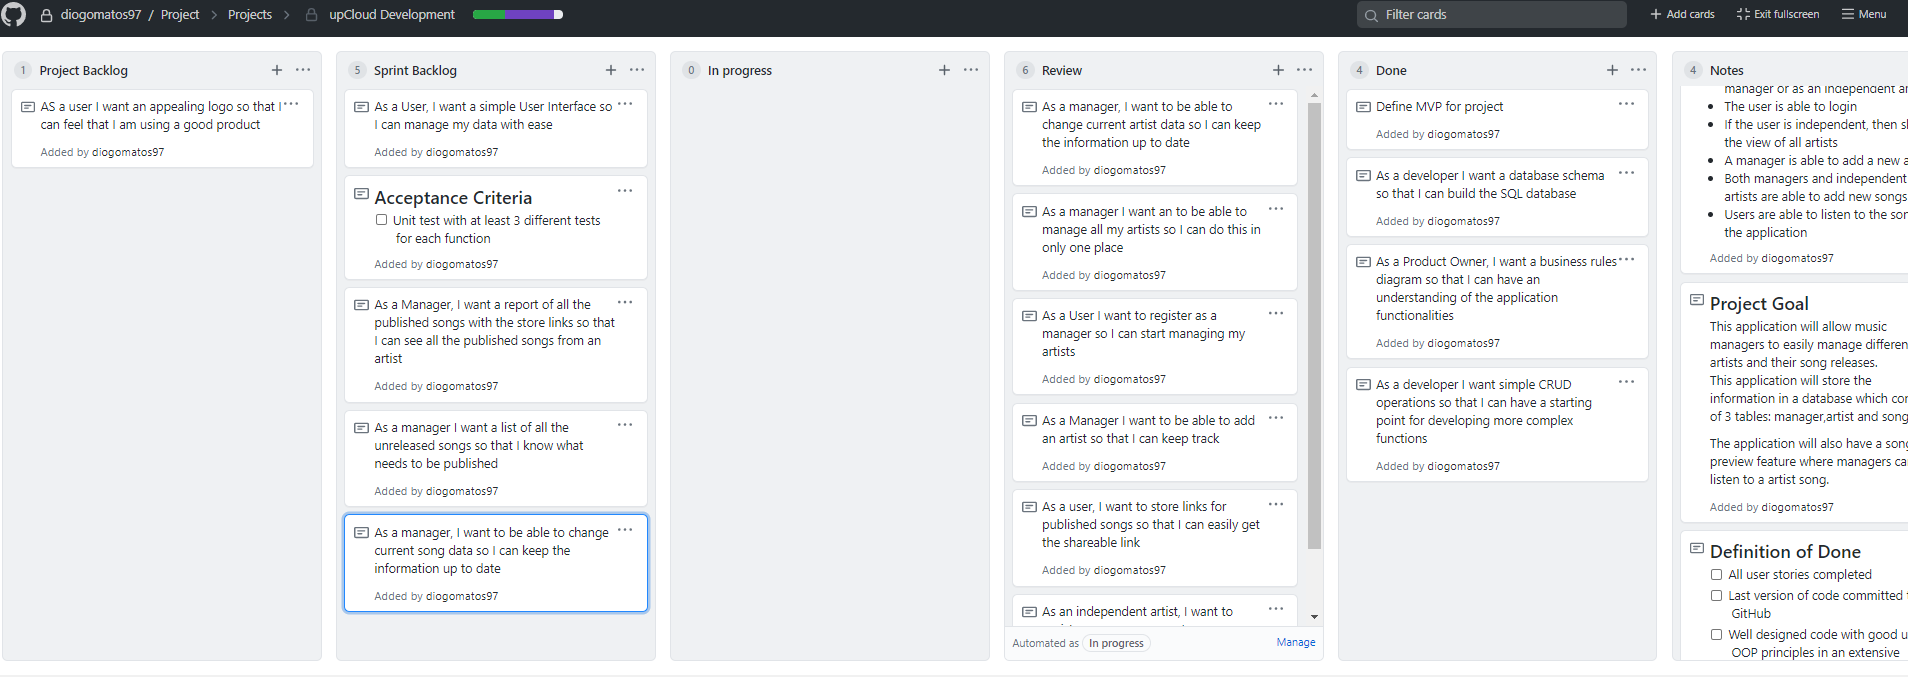 diogomatos97 / Project > Projects > upCloud Development
Filter cards
Add cards
Exit fullscreen
Menu
1 Project Backlog
AS a user I want an appealing logo so that I
can feel that I am using a good product
Added by diogomatos97
5 Sprint Backlog
As a User, I want a simple User Interface so
I can manage my data with ease
Added by diogomatos97
Acceptance Criteria
Unit test with at least 3 different tests
for each function
Added by diogomatos97
As a Manager, I want a report of all the
published songs with the store links so that
I can see all the published songs from an
artist
Added by diogomatos97
As a manager I want a list of all the
unreleased songs so that I know what
needs to be published
Added by diogomatos97
As a manager, I want to be able to change
current song data so I can keep the
information up to date
Added by diogomatos97
0 In progress
6 Review
As a manager, I want to be able to
change current artist data so I can keep
the information up to date
Added by diogomatos97
As a manager I want an to be able to
manage all my artists so I can do this in
only one place
Added by diogomatos97
As a User I want to register as a
manager so I can start managing my
artists
Added by diogomatos97
As a Manager I want to be able to add
an artist so that I can keep track
Added by diogomatos97
As a user, I want to store links for
published songs so that I can easily get
the shareable link
Added by diogomatos97
As an independent artist, I want to
Automated as In progress
Manage
4 Done
Define MVP for project
Added by diogomatos97
As a developer I want a database schema
so that I can build the SQL database
Added by diogomatos97
As a Product Owner, I want a business rules
diagram so that I can have an
understanding of the application
functionalities
Added by diogomatos97
As a developer I want simple CRUD
operations so that I can have a starting
point for developing more complex
functions
Added by diogomatos97
4 Notes
manager or as an independent
The user is able to login
If the user is independent, then
the view of all artists
A manager is able to add a new
Both managers and independent
artists are able to add new songs
Users are able to listen to the
the application
Added by diogomatos97
Project Goal
This application will allow music
managers to easily manage
artists and their song releases.
This application will store the
information in a database which
of 3 tables: manager,artist and
The application will also have a
preview feature where managers
listen to a artist song.
Added by diogomatos97
Definition of Done
All user stories completed
Last version of code committed
GitHub
Well designed code with good
OOP principles in an extensive